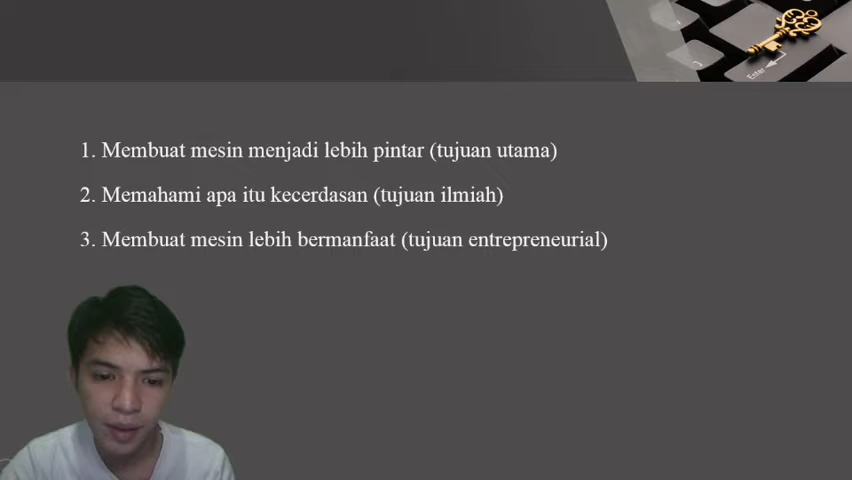 Enter
1. Membuat mesin menjadi lebih pintar (tujuan utama)
2. Memahami apa itu kecerdasan (tujuan ilmiah)
3. Membuat mesin lebih bermanfaat (tujuan entrepreneurial)